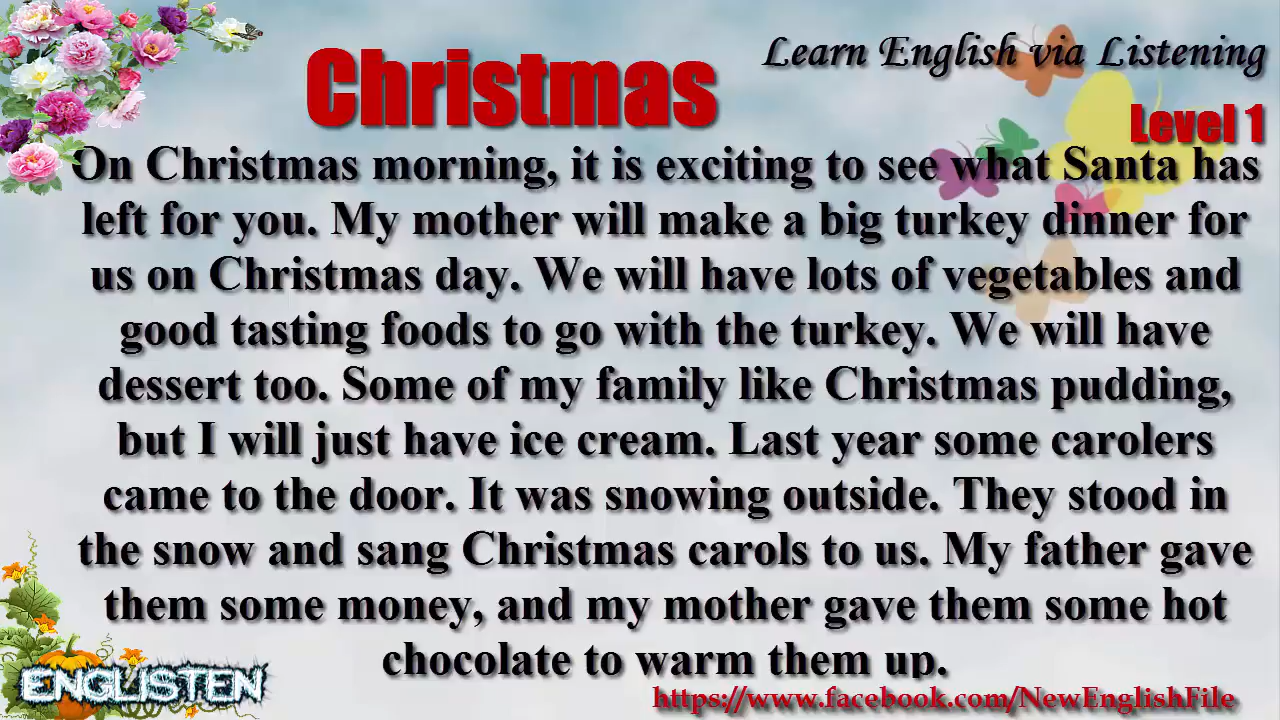 Learn English via Listening
Christmas
Level 1
On Christmas morning, it is exciting to see what Santa has
left for you. My mother will make a big turkey dinner for
us on Christmas day. We will have lots of vegetables and
good tasting foods to go with the turkey. We will have
dessert too. Some of my family like Christmas pudding,
but I will just have ice cream. Last year some carolers
came to the door. It was snowing outside. They stood in
the snow and sang Christmas carols to us. My father gave
them some money, and my mother gave them some hot
chocolate to warm them up.
ENGLISTEN
https://www.facebook.com/NewEnglishFile